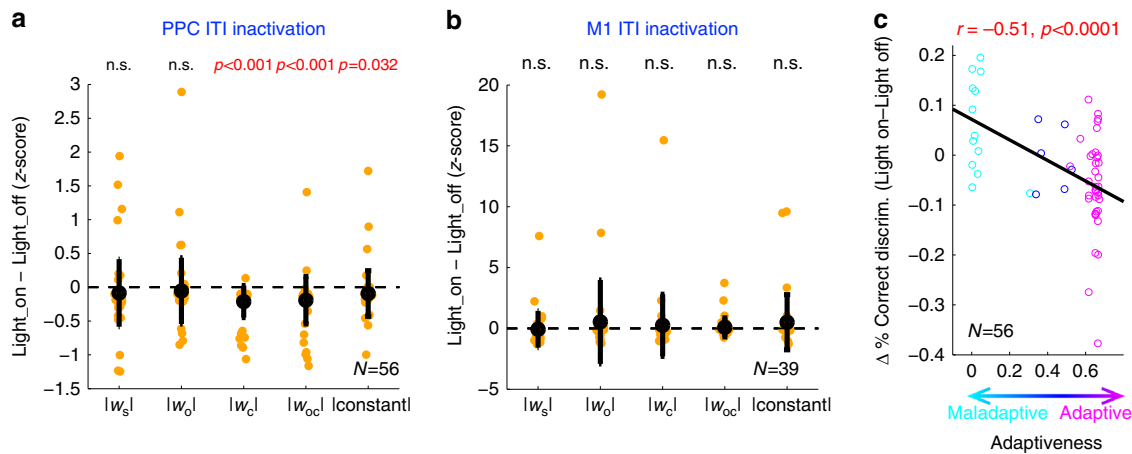 a
PPC ITI inactivation
n.s. n.s. p<0.001 p<0.001 p=0.032
Light_on – Light_off (z-score)
3
2.5
2
1.5
1
0.5
0
−0.5
−1
−1.5
N=56
|ws| |wo| |wc| |woc| |constant|
b
M1 ITI inactivation
n.s. n.s. n.s. n.s. n.s.
Light_on – Light_off (z-score)
20
15
10
5
0
−5
N=39
|ws| |wo| |wc| |woc| |constant|
c
r = −0.51, p<0.0001
Δ % Correct discrim. (Light on–Light off)
0.2
0.1
0
−0.1
−0.2
−0.3
−0.4
N=56
0 0.2 0.4 0.6
Maladaptive Adaptive
Adaptiveness